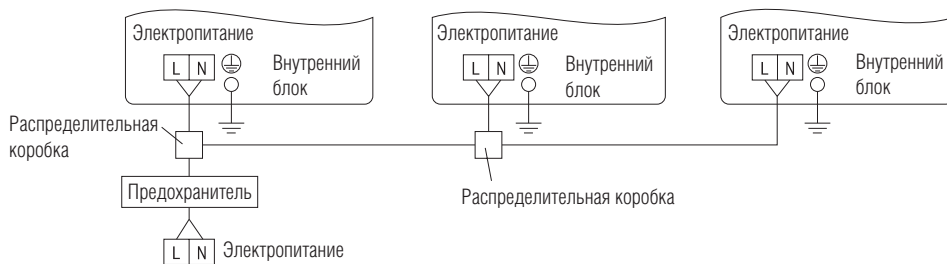 Электропитание
L N
Внутренний
блок
Электропитание
L N
Внутренний
блок
Электропитание
L N
Внутренний
блок
Распределительная
коробка
Распределительная коробка
Предохранитель
L N
Электропитание